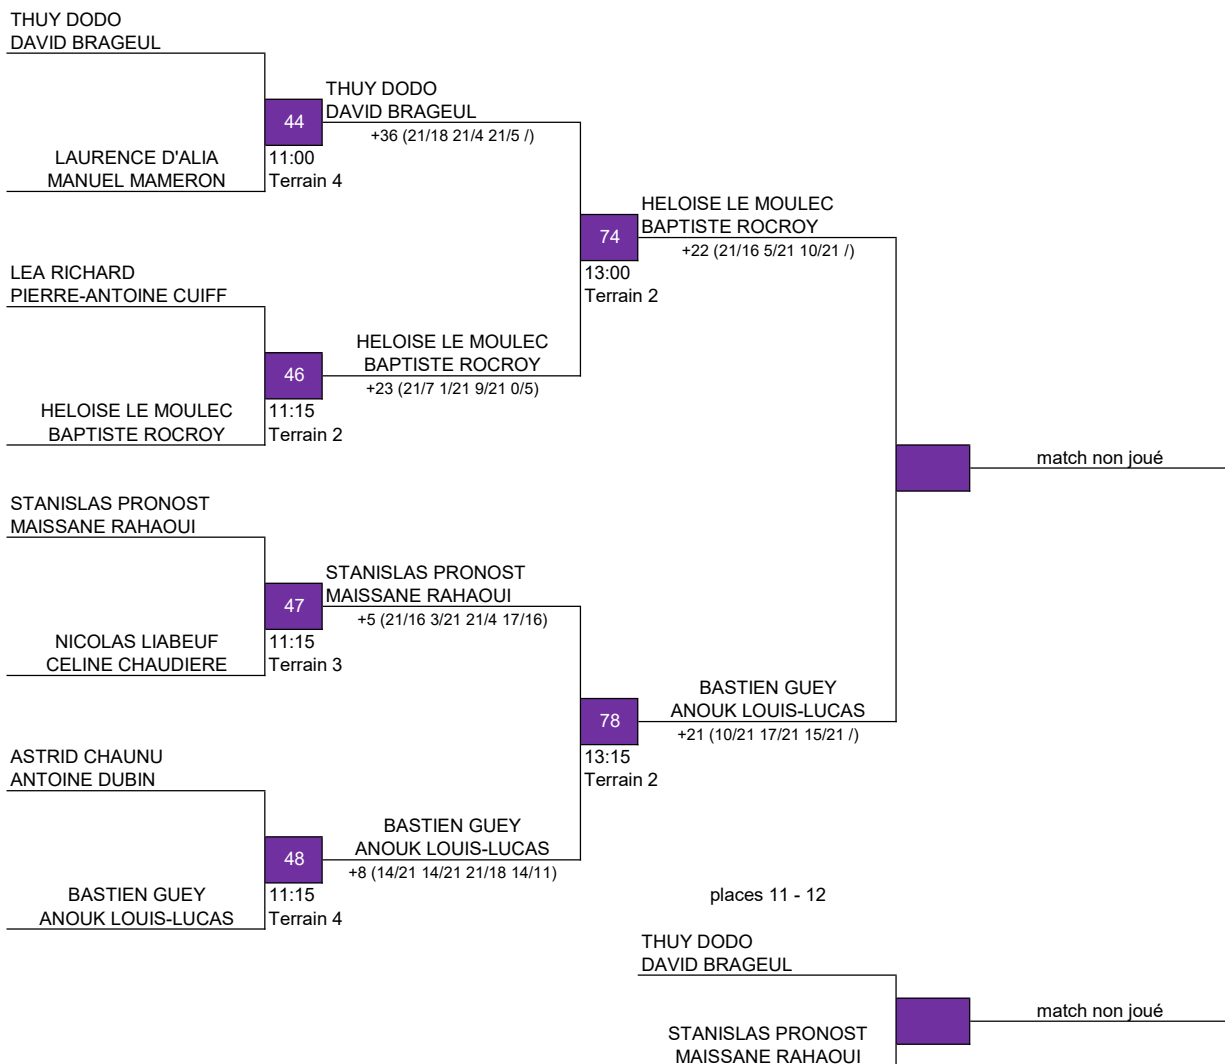 THUY DODO
DAVID BRAGEUL
44
THUY DODO
DAVID BRAGEUL
+36 (21/18 21/4 21/5 /)
LAURENCE D'ALIA
MANUEL MAMERON
11:00
Terrain 4
74
HELOISE LE MOULEC
BAPTISTE ROCROY
+22 (21/16 5/21 10/21 /)
13:00
Terrain 2
LEA RICHARD
PIERRE-ANTOINE CUIFF
46
HELOISE LE MOULEC
BAPTISTE ROCROY
+23 (21/7 1/21 9/21 0/5)
HELOISE LE MOULEC
BAPTISTE ROCROY
11:15
Terrain 2
match non joué
STANISLAS PRONOST
MAISSANE RAHAOUI
47
STANISLAS PRONOST
MAISSANE RAHAOUI
+5 (21/16 3/21 21/4 17/16)
NICOLAS LIABEUF
CELINE CHAUDIERE
11:15
Terrain 3
78
BASTIEN GUEY
ANOUK LOUIS-LUCAS
+21 (10/21 17/21 15/21 /)
13:15
Terrain 2
ASTRID CHAUNU
ANTOINE DUBIN
48
BASTIEN GUEY
ANOUK LOUIS-LUCAS
+8 (14/21 14/21 21/18 14/11)
BASTIEN GUEY
ANOUK LOUIS-LUCAS
11:15
Terrain 4
places 11 - 12
THUY DODO
DAVID BRAGEUL
match non joué
STANISLAS PRONOST
MAISSANE RAHAOUI